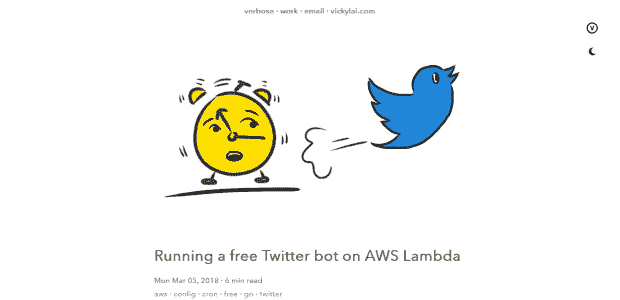 verbose · work · email · vickylai.com
V
Running a free Twitter bot on AWS Lambda
Mon Mar 05, 2018 · 6 min read
aws · config · cron · free · go · twitter